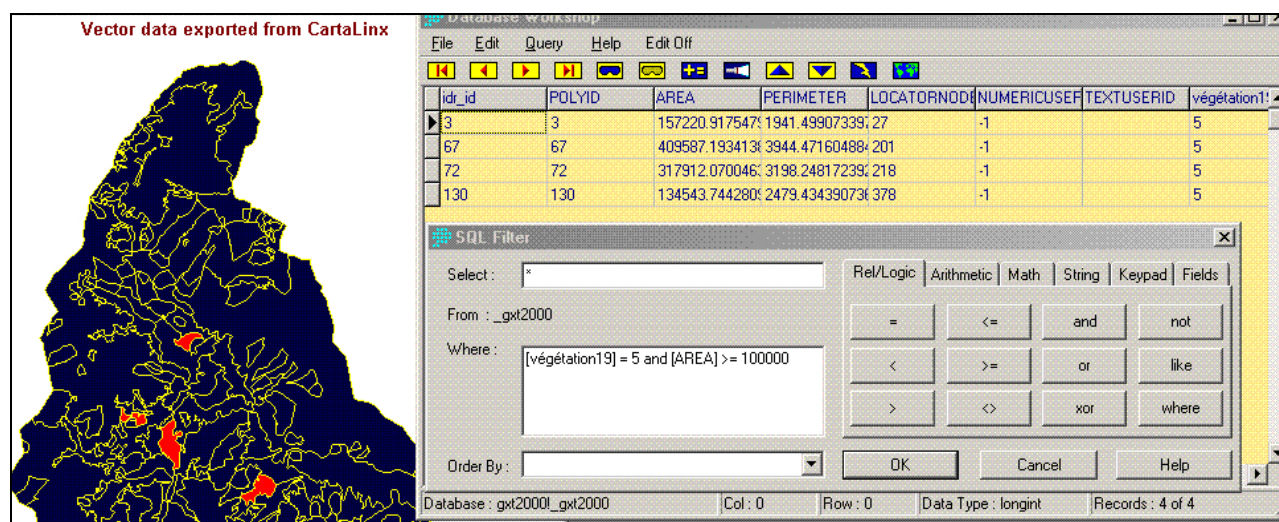 Vector data exported from CartaLinx
Database Workshop
File Edit Query Help Edit Off
idr_id POLYID AREA PERIMETER LOCATORNODE NUMERICUSER TEXTUSERID végétation19
3 3 157220.917547 1941.49907339 27 -1 5
67 67 409587.193413 3944.47160488 201 -1 5
72 72 317912.070046 3198.24817239 218 -1 5
130 130 134543.744280 2479.43439073 378 -1 5
SQL Filter
Select : *
Rel/Logic Arithmetic Math String Keypad Fields
From : _gxt2000
= <= and not
Where :
[végétation19] = 5 and [AREA] >= 100000
< >= or like
> <> xor where
Order By :
OK Cancel Help
Database : gxt2000!_gxt2000 Col : 0 Row : 0 Data Type : longint Records : 4 of 4